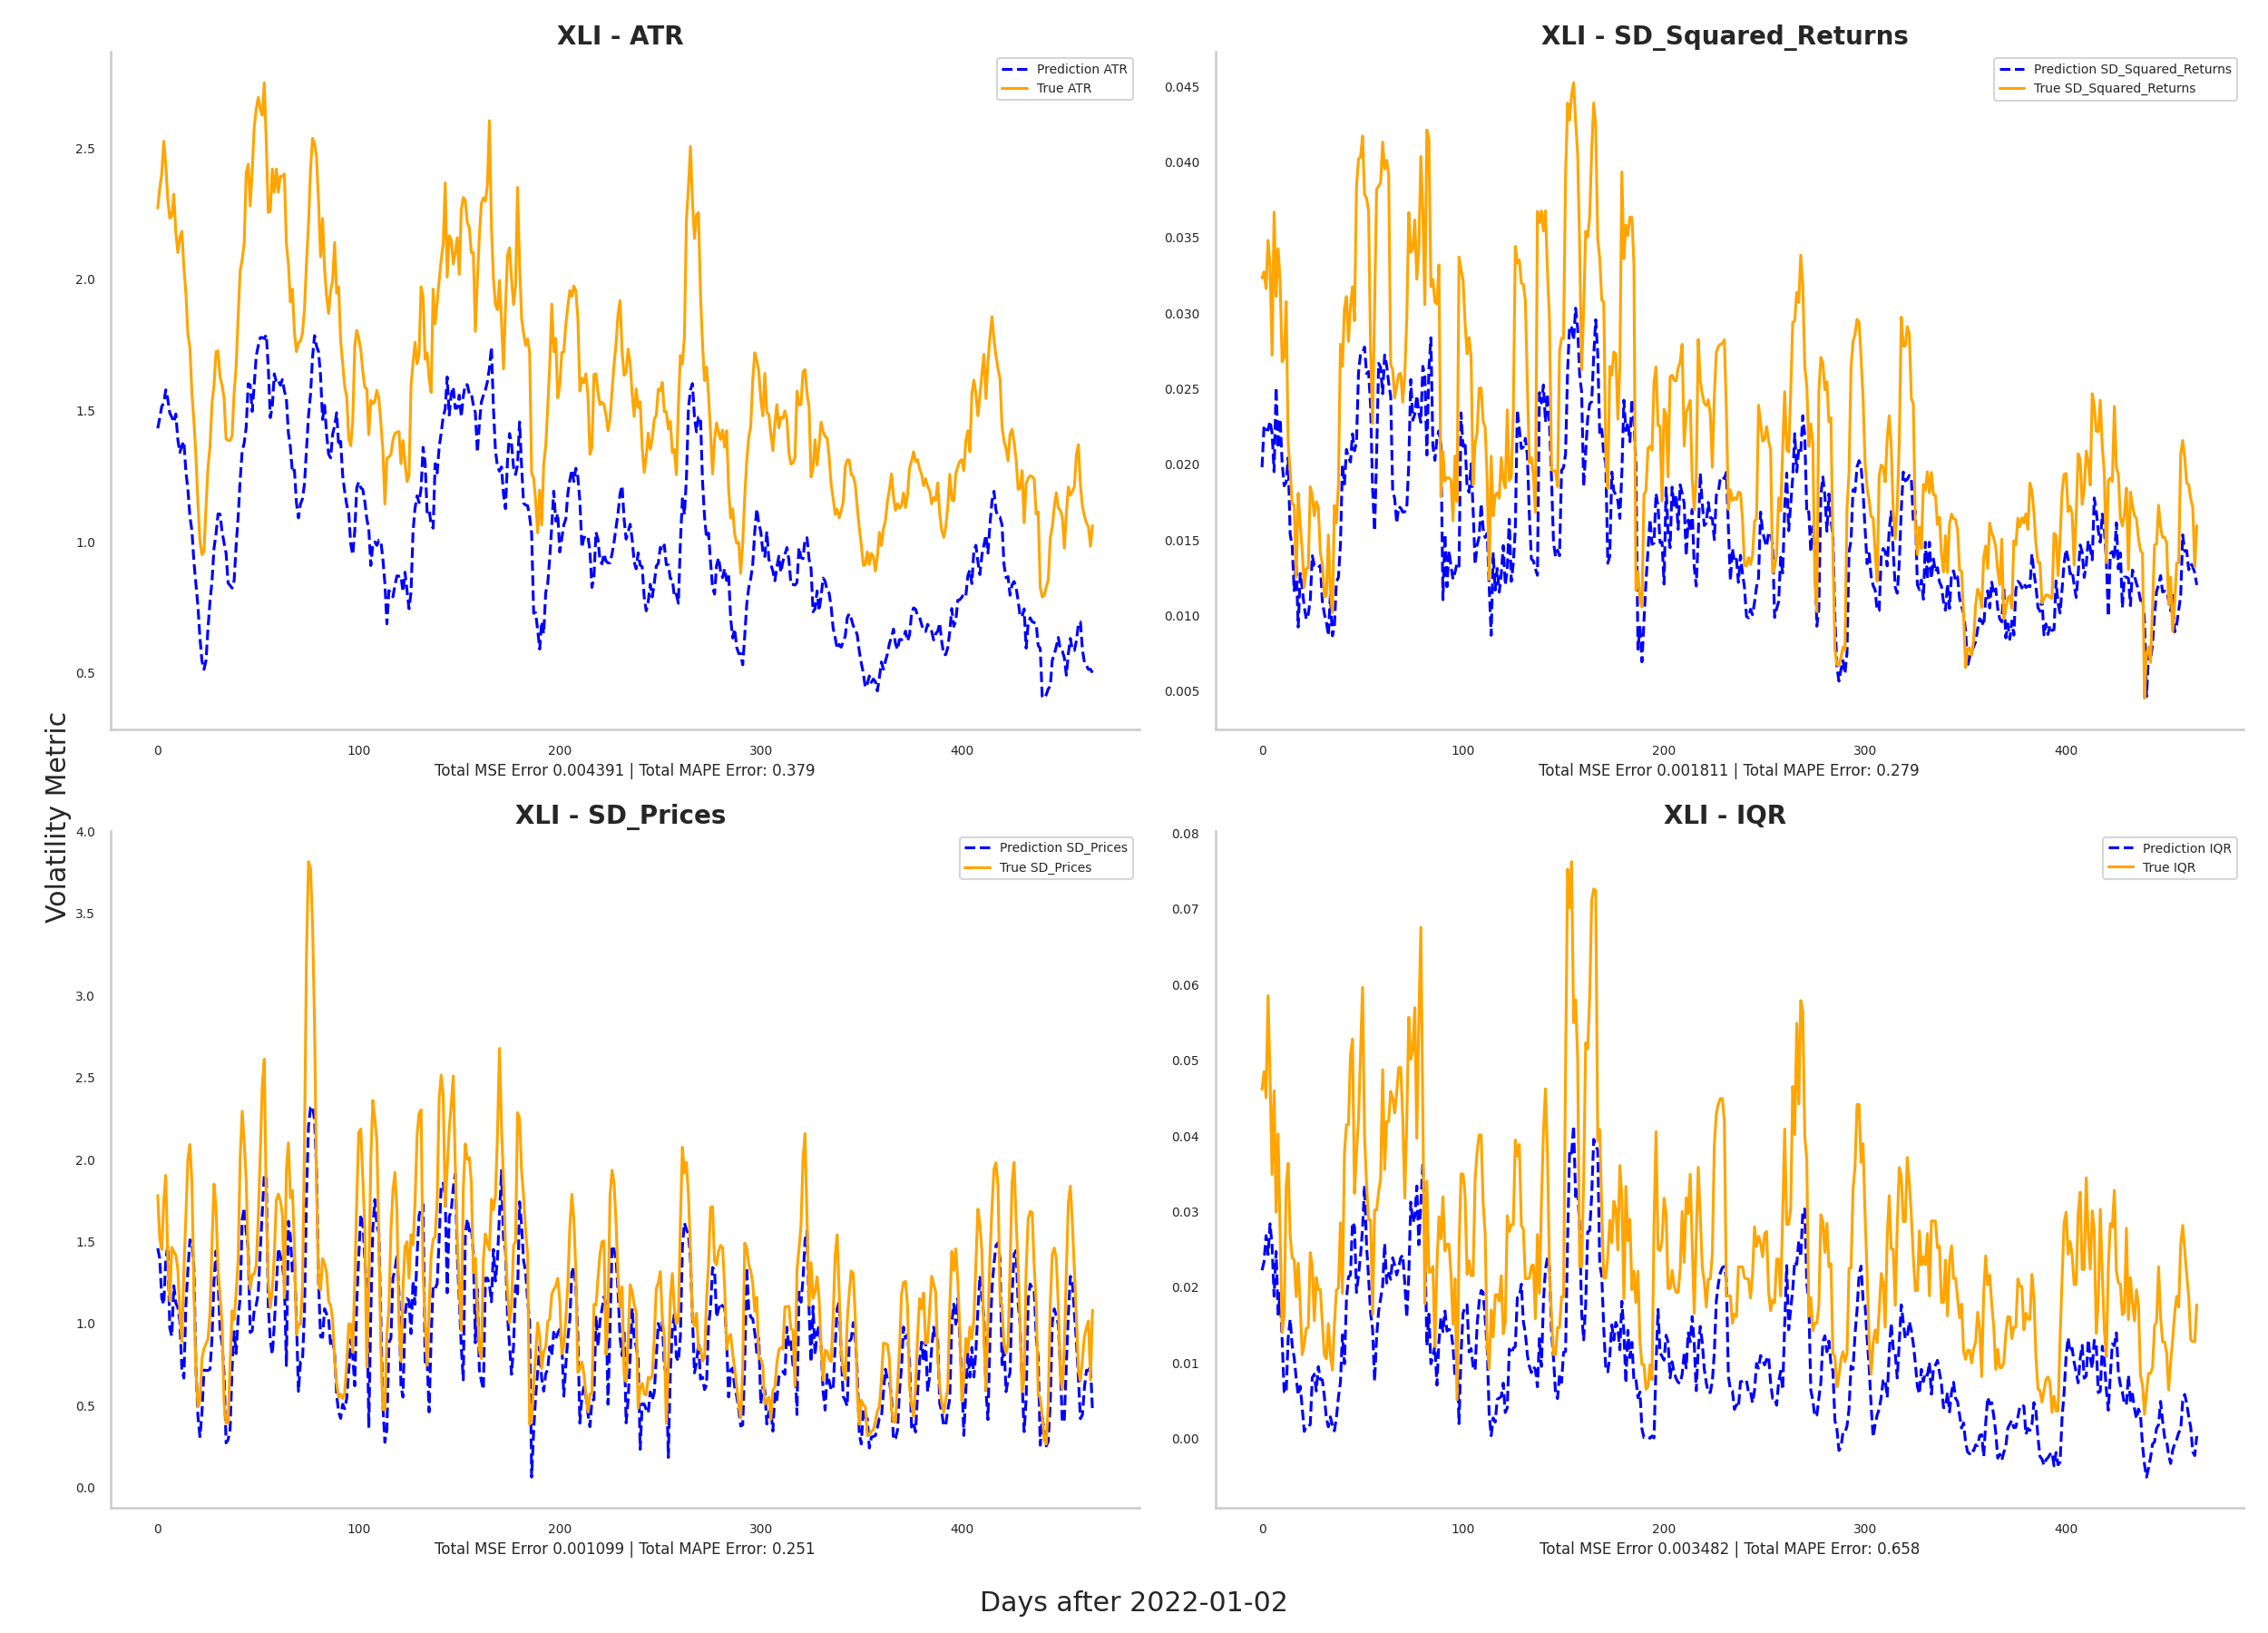 Volatility Metric
XLI - ATR
Prediction ATR
True ATR
2.5
2.0
1.5
1.0
0.5
0
100
200
300
400
Total MSE Error 0.004391 | Total MAPE Error: 0.379
XLI - SD_Squared_Returns
Prediction SD_Squared_Returns
True SD_Squared_Returns
0.045
0.040
0.035
0.030
0.025
0.020
0.015
0.010
0.005
0
100
200
300
400
Total MSE Error 0.001811 | Total MAPE Error: 0.279
XLI - SD_Prices
Prediction SD_Prices
True SD_Prices
4.0
3.5
3.0
2.5
2.0
1.5
1.0
0.5
0.0
0
100
200
300
400
Total MSE Error 0.001099 | Total MAPE Error: 0.251
XLI - IQR
Prediction IQR
True IQR
0.08
0.07
0.06
0.05
0.04
0.03
0.02
0.01
0.00
0
100
200
300
400
Total MSE Error 0.003482 | Total MAPE Error: 0.658
Days after 2022-01-02